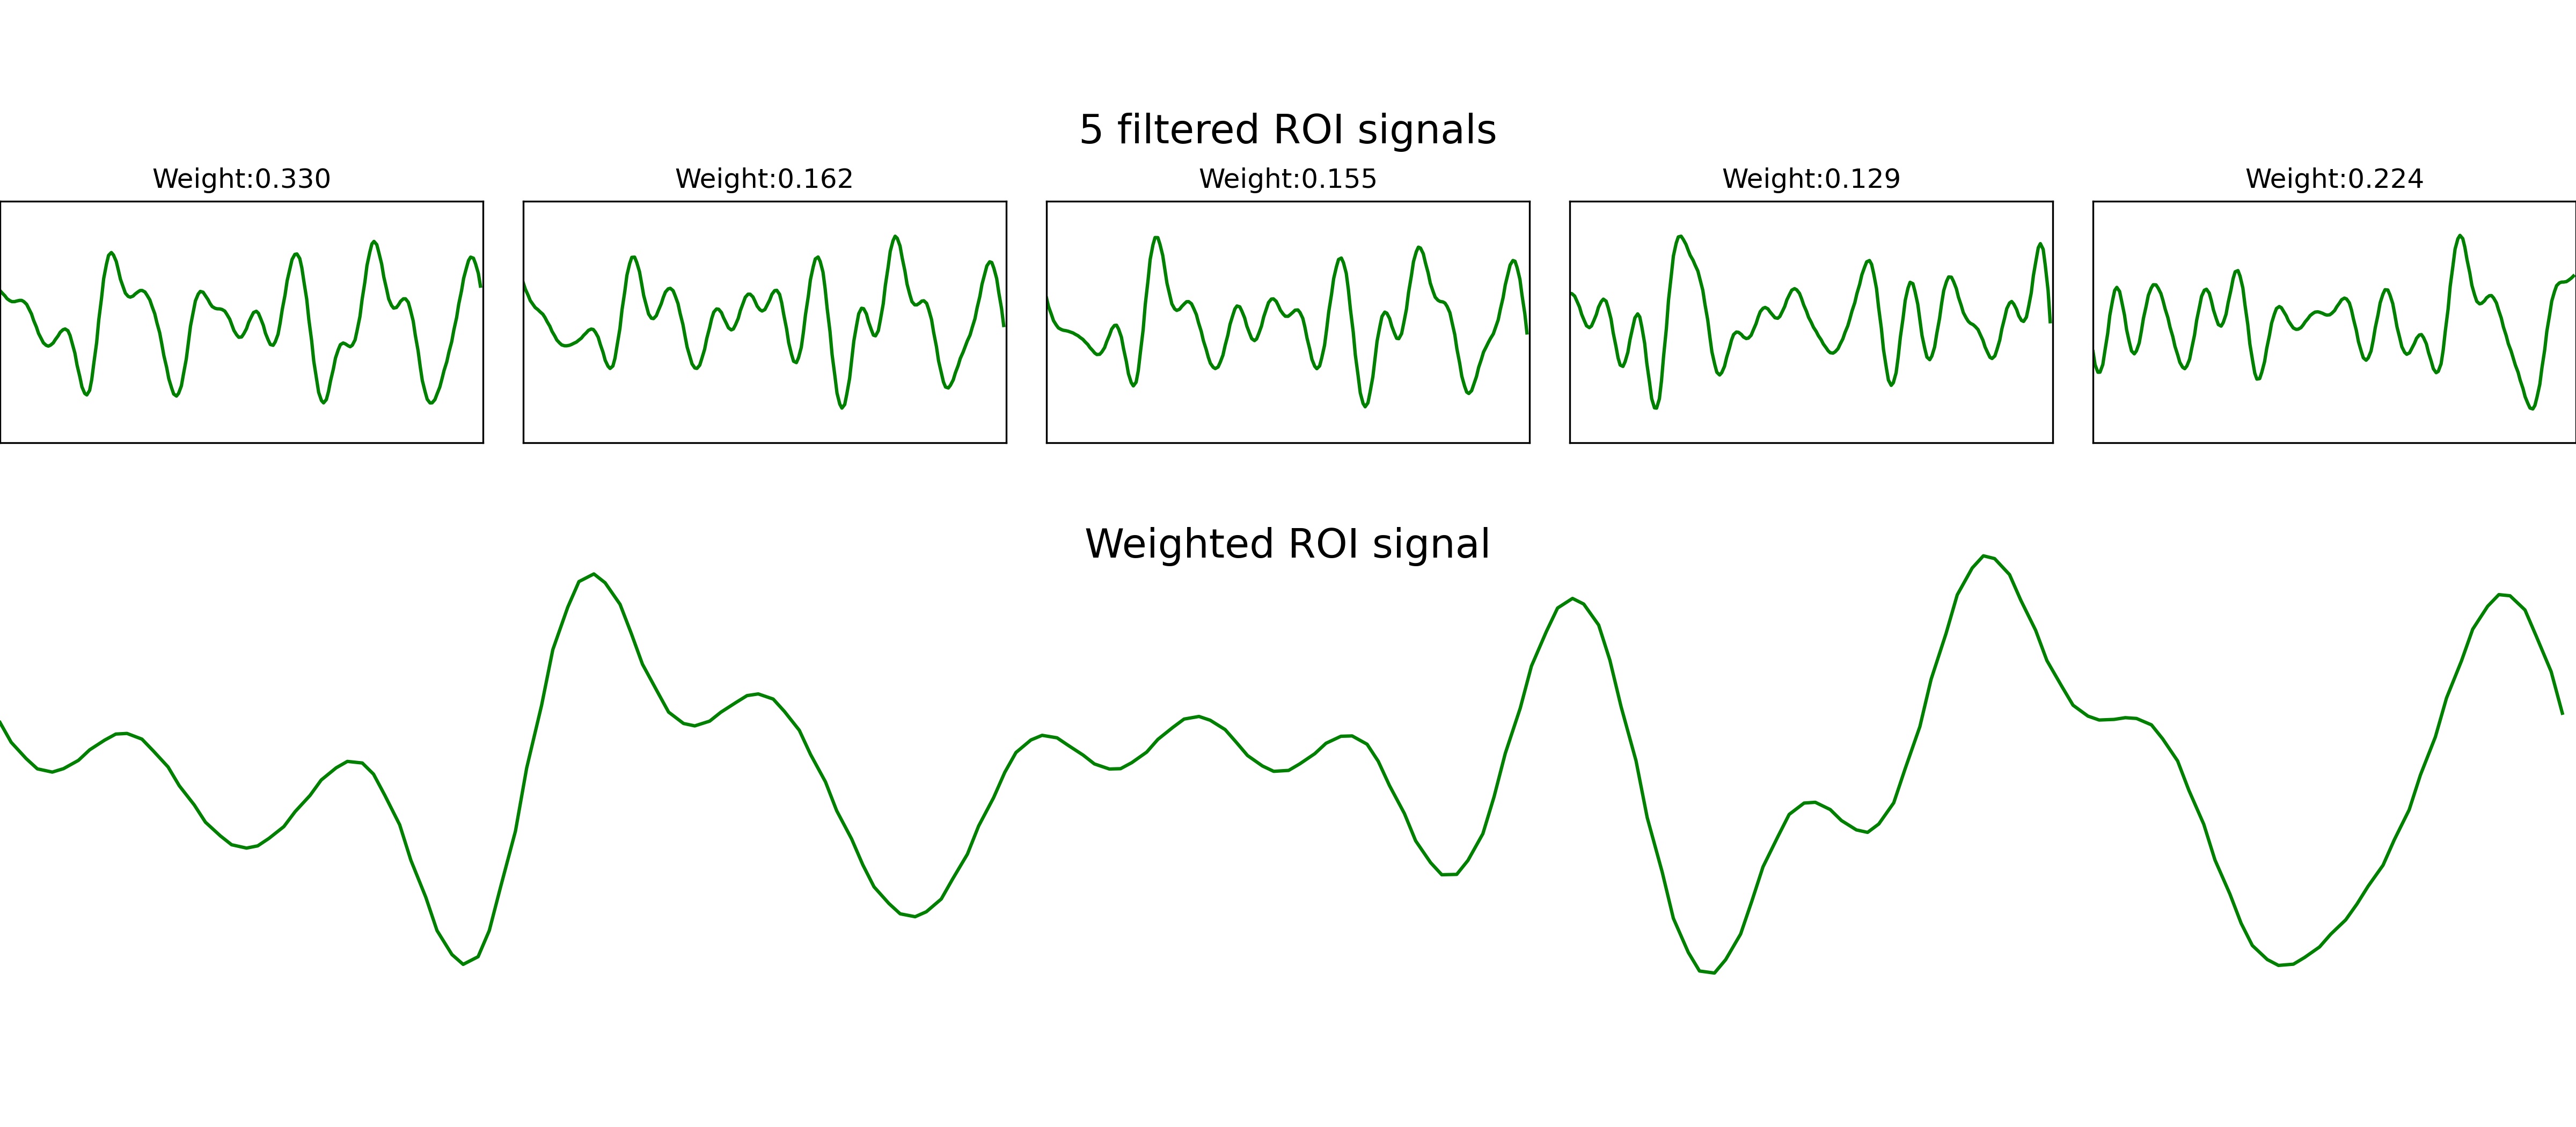 5 filtered ROI signals
Weight:0.330
Weight:0.162
Weight:0.155
Weight:0.129
Weight:0.224
Weighted ROI signal